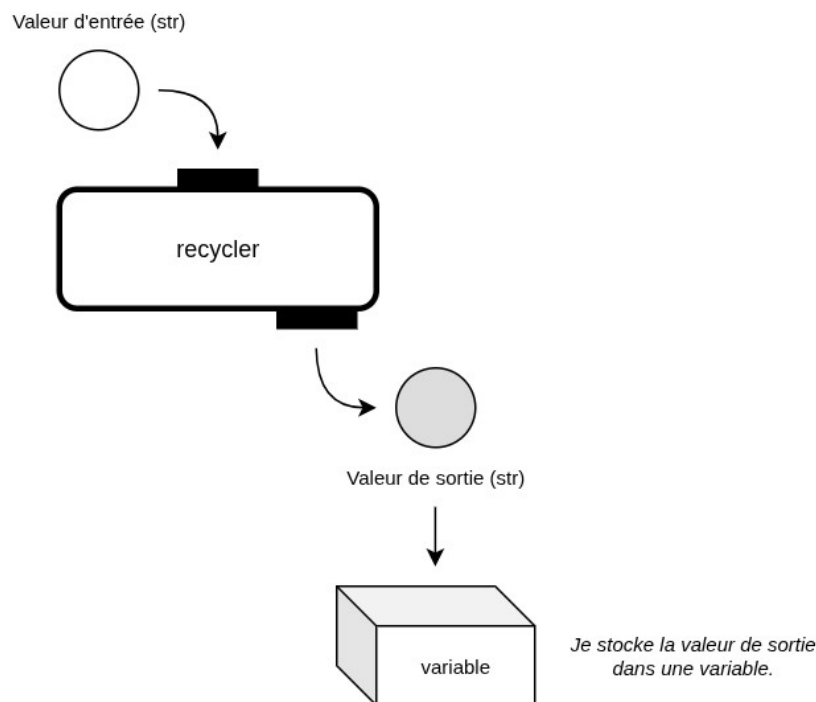 Valeur d'entrée (str)
recycler
Valeur de sortie (str)
variable
Je stocke la valeur de sortie
dans une variable.